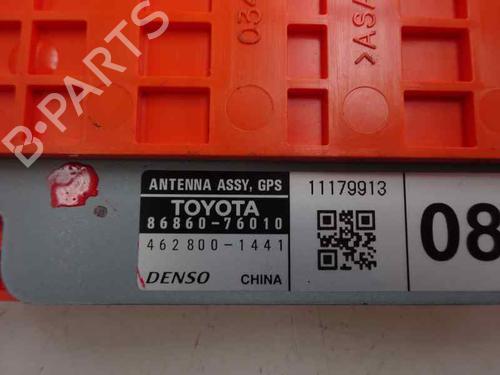 B-PARTS
034
>ASA
ANTENNA ASSY, GPS
TOYOTA
86860-76010
462800-1441
DENSO
CHINA
11179913
08